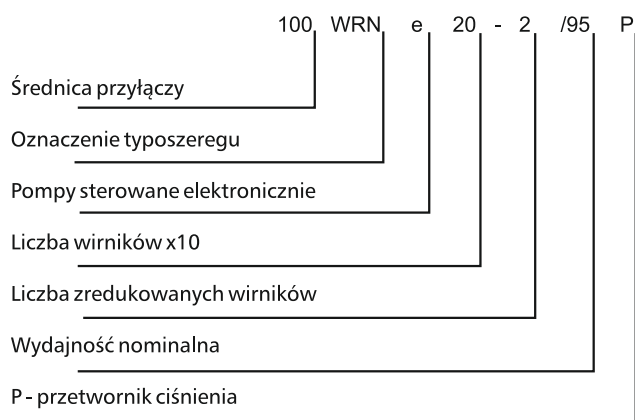 100 WRN e 20 - 2 /95 P
Średnica przyłączy
Oznaczenie typoszeregu
Pompy sterowane elektronicznie
Liczba wirników x10
Liczba zredukowanych wirników
Wydajność nominalna
P - przetwornik ciśnienia